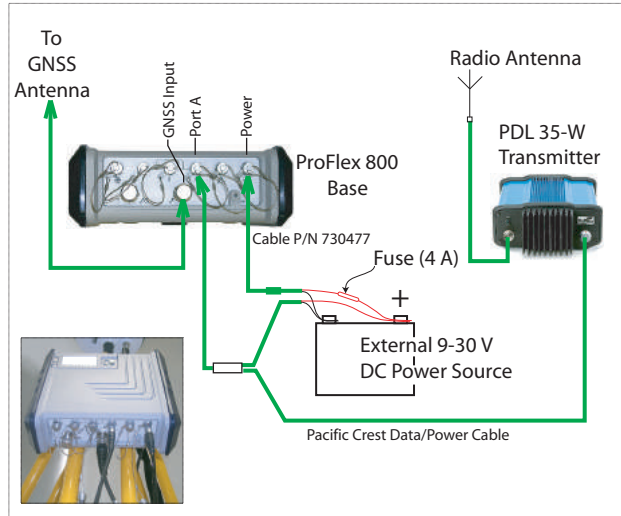 To
GNSS
Antenna
GNSS Input
Port A
Power
Radio Antenna
PDL 35-W
Transmitter
ProFlex 800
Base
Cable P/N 730477
Fuse (4 A)
+
External 9-30 V
DC Power Source
Pacific Crest Data/Power Cable